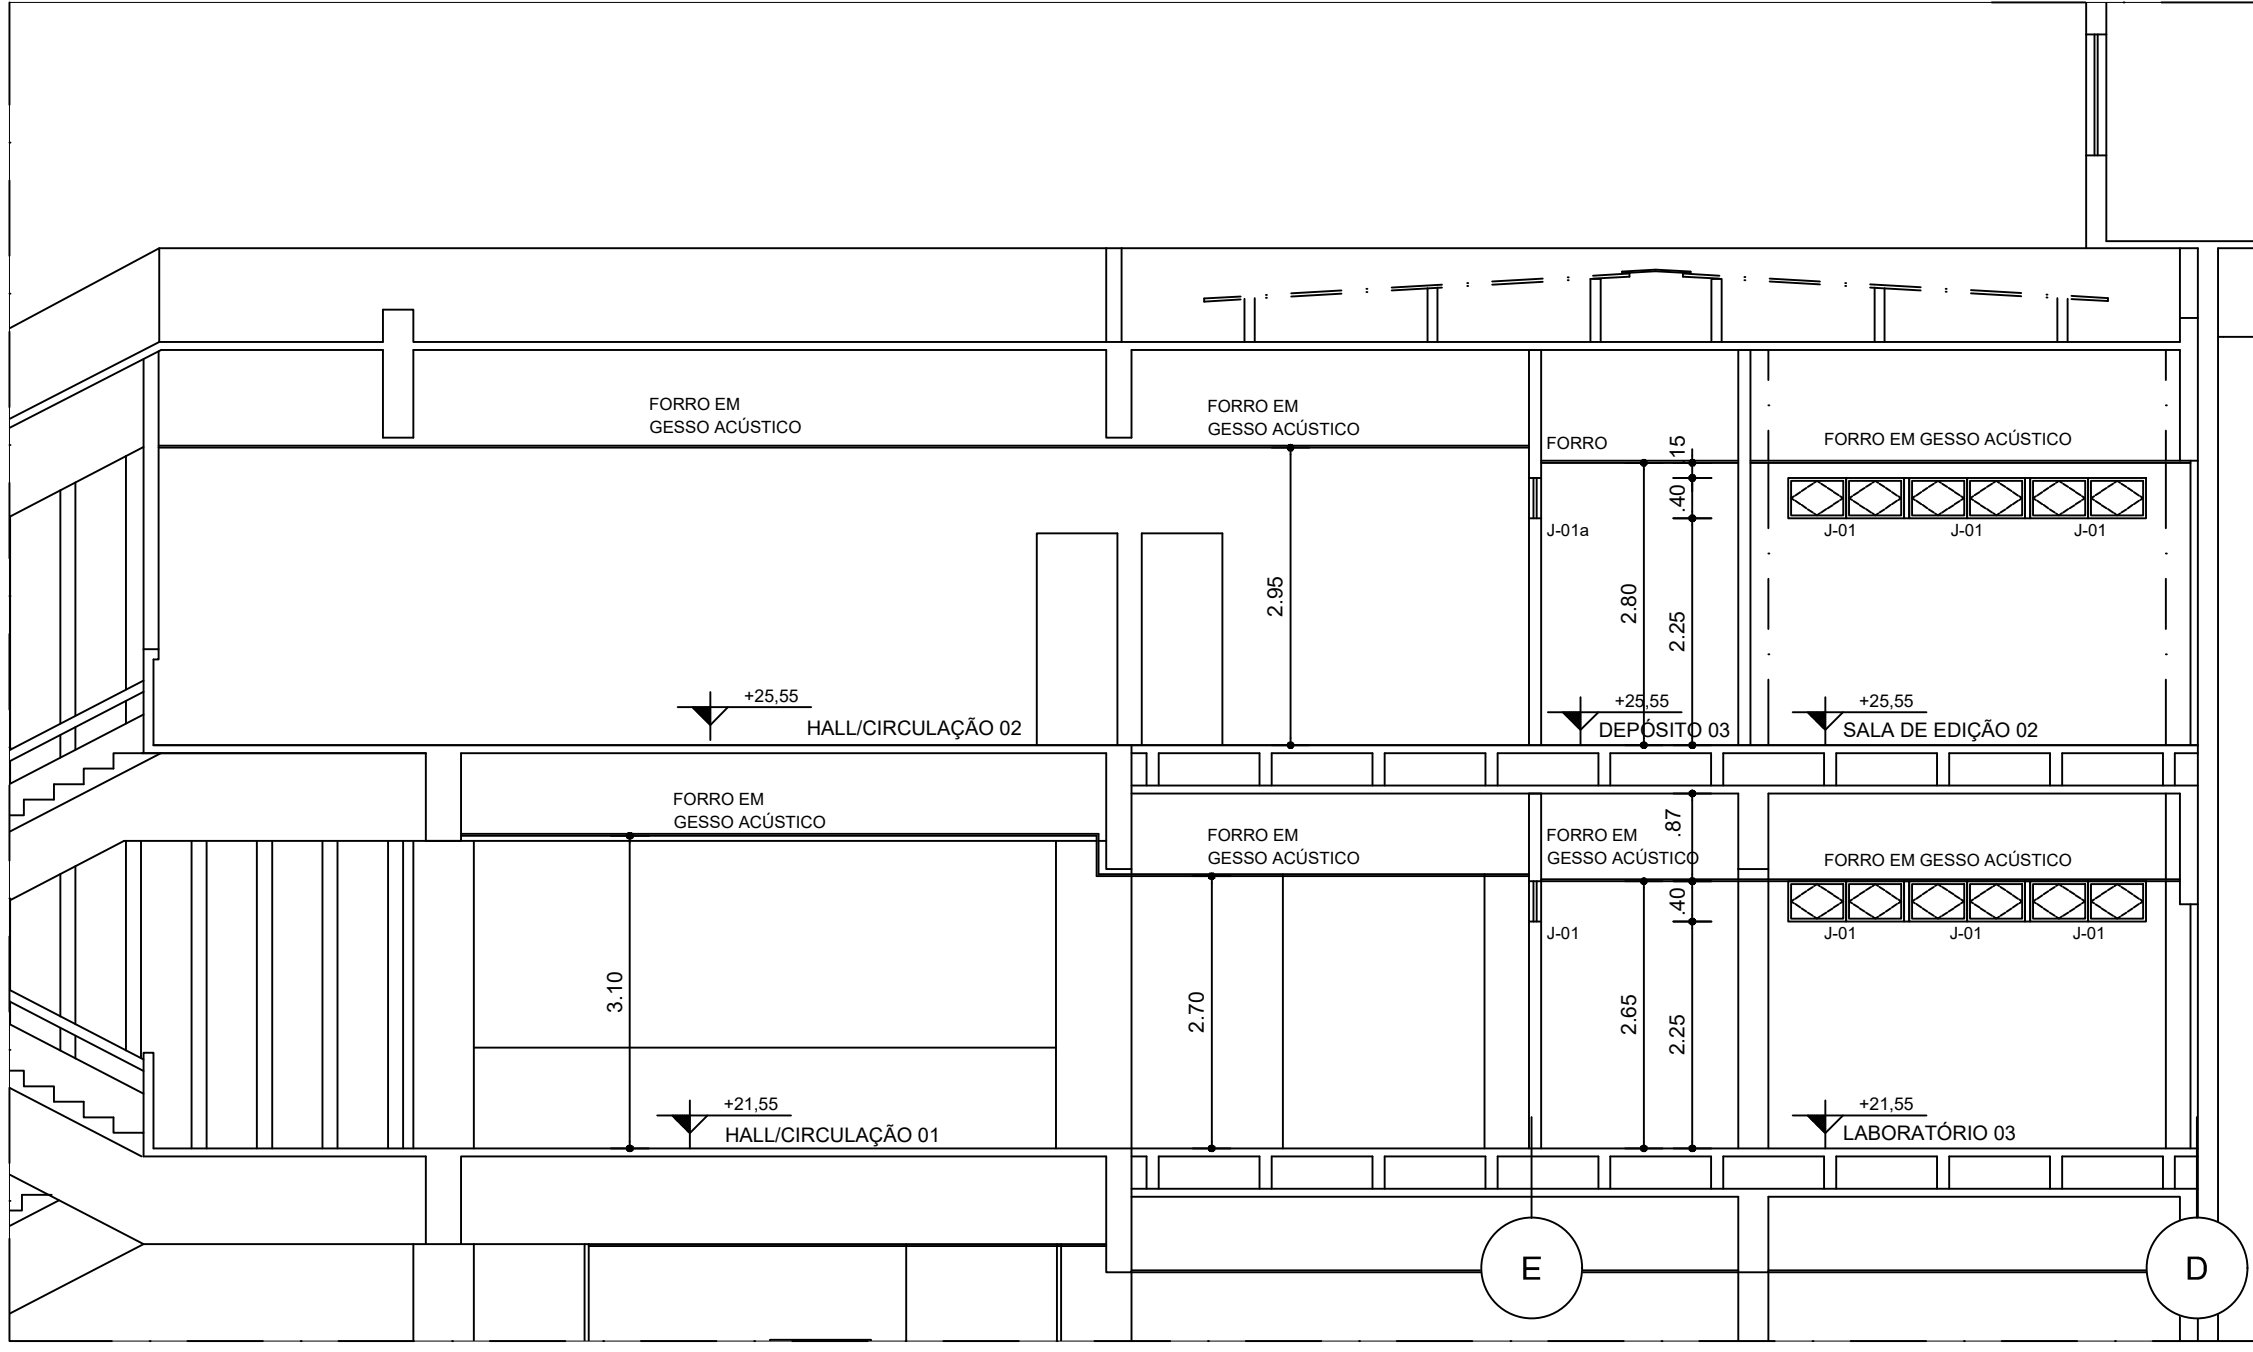 FORRO EM
GESSO ACÚSTICO
FORRO EM
GESSO ACÚSTICO
FORRO
.15
FORRO EM GESSO ACÚSTICO
.40
J-01a
J-01
J-01
J-01
2.95
2.80
2.25
+25,55
HALL/CIRCULAÇÃO 02
+25,55
DEPÓSITO 03
+25,55
SALA DE EDIÇÃO 02
FORRO EM
GESSO ACÚSTICO
FORRO EM
GESSO ACÚSTICO
FORRO EM
GESSO ACÚSTICO
.87
FORRO EM GESSO ACÚSTICO
.40
J-01
J-01
J-01
J-01
3.10
2.70
2.65
2.25
+21,55
HALL/CIRCULAÇÃO 01
+21,55
LABORATÓRIO 03
E
D